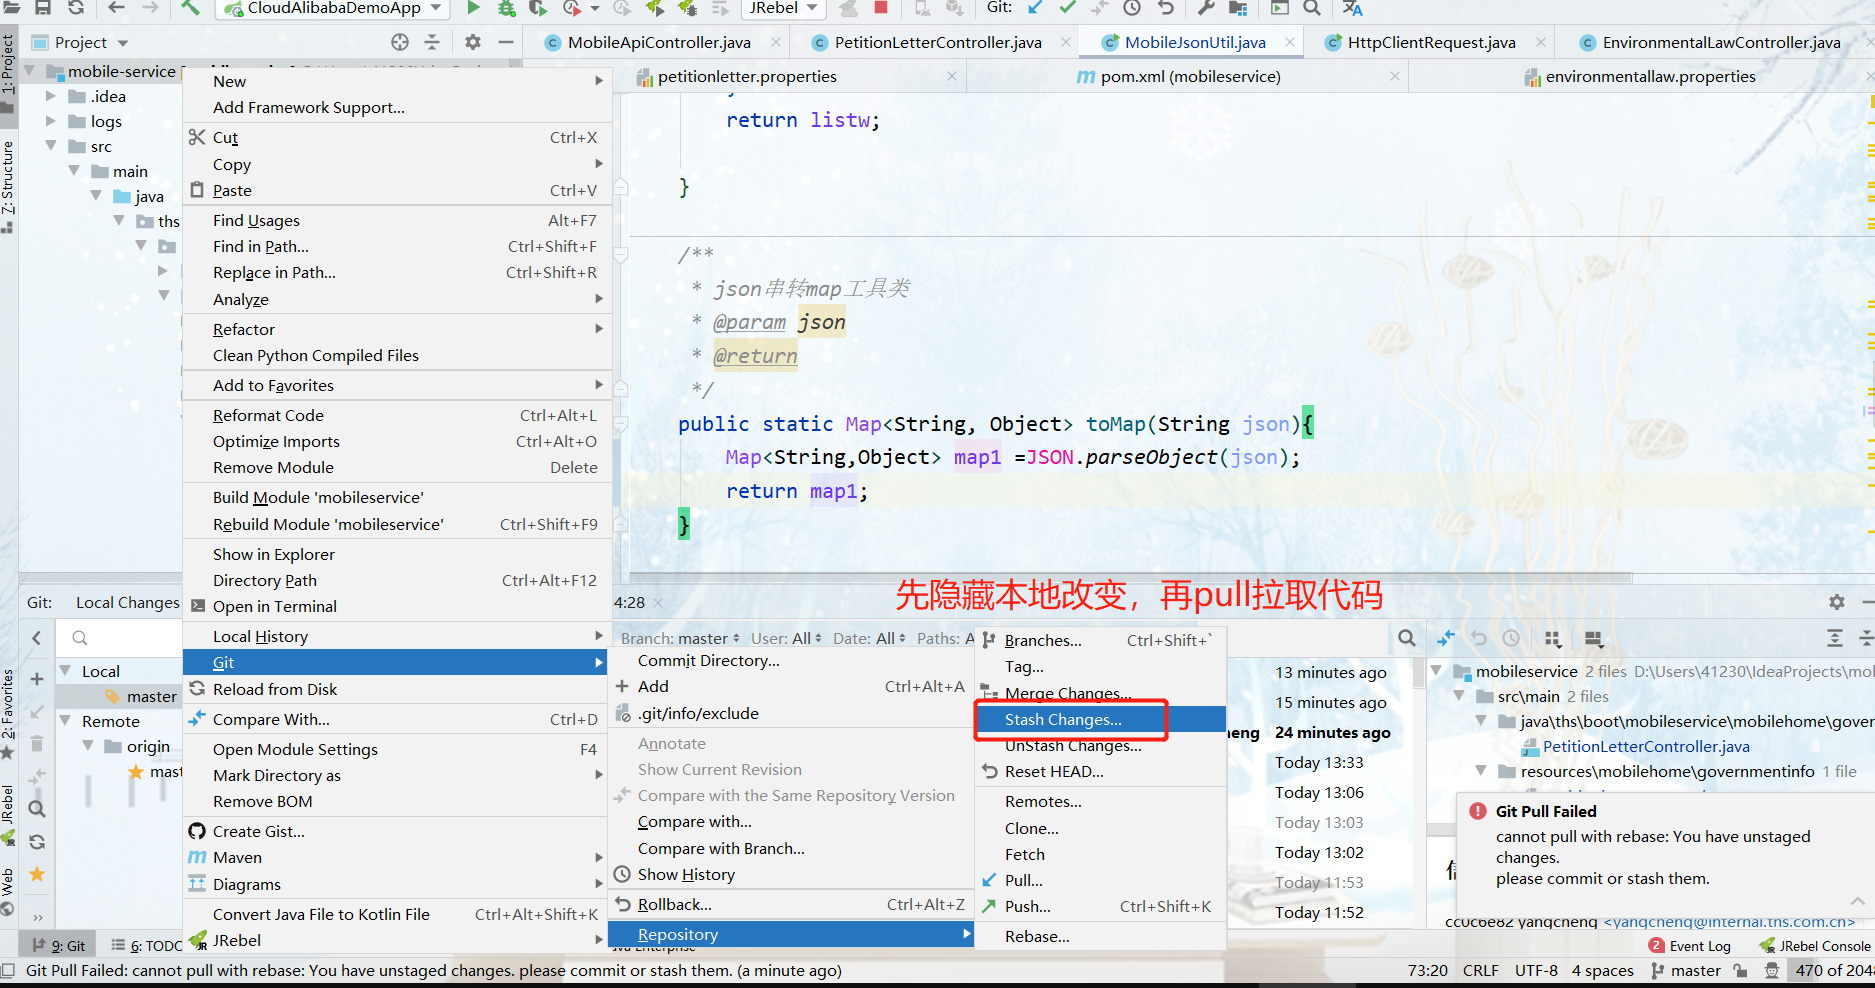 CloudAlibabaDemoApp
JRebel
Git:
Project
MobileApiController.java
PetitionLetterController.java
MobileJsonUtil.java
HttpClientRequest.java
EnvironmentalLawController.java
petitionletter.properties
pom.xml (mobileservice)
environmentallaw.properties
1: Project
7: Structure
2: Favorites
JRebel
Web
mobile-service
.idea
logs
src
main
java
ths
New
Add Framework Support...
Cut Ctrl+X
Copy
Paste Ctrl+V
Find Usages Alt+F7
Find in Path... Ctrl+Shift+F
Replace in Path... Ctrl+Shift+R
Analyze
Refactor
Clean Python Compiled Files
Add to Favorites
Reformat Code Ctrl+Alt+L
Optimize Imports Ctrl+Alt+O
Remove Module Delete
Build Module 'mobileservice'
Rebuild Module 'mobileservice' Ctrl+Shift+F9
Show in Explorer
Directory Path Ctrl+Alt+F12
Open in Terminal
Local History
Git
Reload from Disk
Compare With... Ctrl+D
Open Module Settings F4
Mark Directory as
Remove BOM
Create Gist...
Maven
Diagrams
Convert Java File to Kotlin File Ctrl+Alt+Shift+K
JRebel
return listw;
}
/**
* json串转map工具类
* @param json
* @return
*/
public static Map<String, Object> toMap(String json){
Map<String,Object> map1 =JSON.parseObject(json);
return map1;
}
先隐藏本地改变，再pull拉取代码
Git: Local Changes
4:28
Branch: master User: All Date: All Paths: A
Local
master
Remote
origin
mast
Commit Directory...
Add Ctrl+Alt+A
.git/info/exclude
Annotate
Show Current Revision
Compare with the Same Repository Version
Compare with...
Compare with Branch...
Show History
Rollback... Ctrl+Alt+Z
Repository
Branches... Ctrl+Shift+`
Tag...
Merge Changes...
Stash Changes...
UnStash Changes...
Reset HEAD...
Remotes...
Clone...
Fetch
Pull...
Push... Ctrl+Shift+K
Rebase...
13 minutes ago
15 minutes ago
eng 24 minutes ago
Today 13:33
Today 13:06
Today 13:03
Today 13:02
Today 11:53
Today 11:52
mobileservice 2 files D:\Users\41230\IdeaProjects\mo
src\main 2 files
java\ths\boot\mobileservice\mobilehome\gover
PetitionLetterController.java
resources\mobilehome\governmentinfo 1 file
Git Pull Failed
cannot pull with rebase: You have unstaged
changes.
please commit or stash them.
cc0c6e82 yangcheng <yangcheng@internal.ths.com.cn>
9: Git
6: TODO
Java Enterprise
2 Event Log
JRebel Console
Git Pull Failed: cannot pull with rebase: You have unstaged changes. please commit or stash them. (a minute ago)
73:20 CRLF UTF-8 4 spaces master 470 of 204